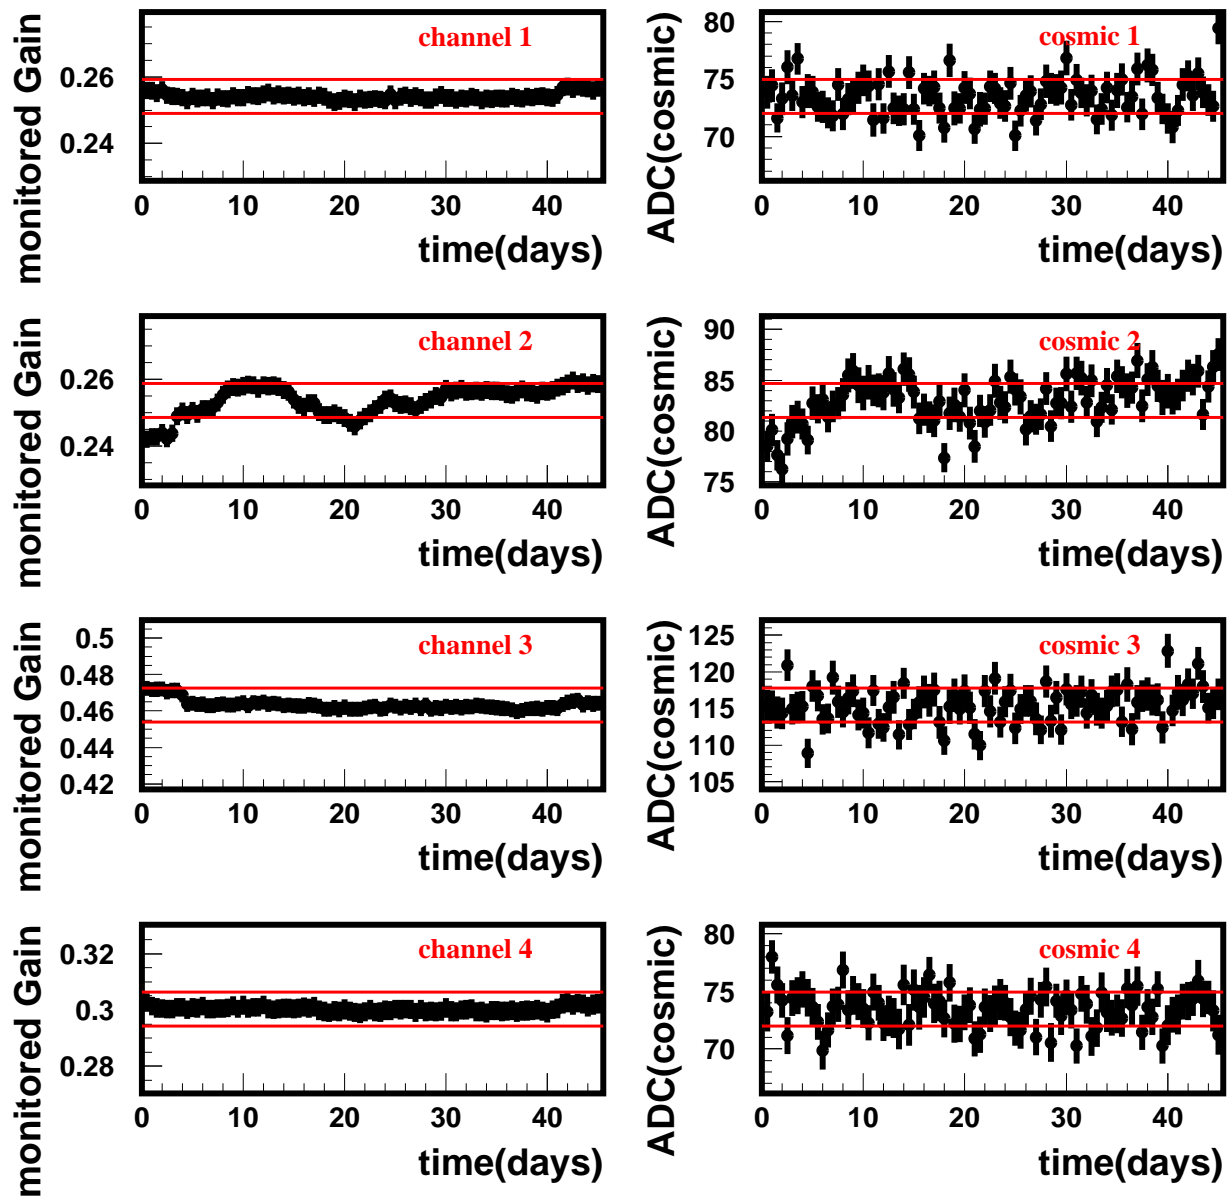 monitored Gain
channel 1
0.26
0.24
0 10 20 30 40
time(days)
ADC(cosmic)
cosmic 1
80
75
70
0 10 20 30 40
time(days)
monitored Gain
channel 2
0.26
0.24
0 10 20 30 40
time(days)
ADC(cosmic)
cosmic 2
90
85
80
75
0 10 20 30 40
time(days)
monitored Gain
channel 3
0.5
0.48
0.46
0.44
0.42
0 10 20 30 40
time(days)
ADC(cosmic)
cosmic 3
125
120
115
110
105
0 10 20 30 40
time(days)
monitored Gain
channel 4
0.32
0.3
0.28
0 10 20 30 40
time(days)
ADC(cosmic)
cosmic 4
80
75
70
0 10 20 30 40
time(days)